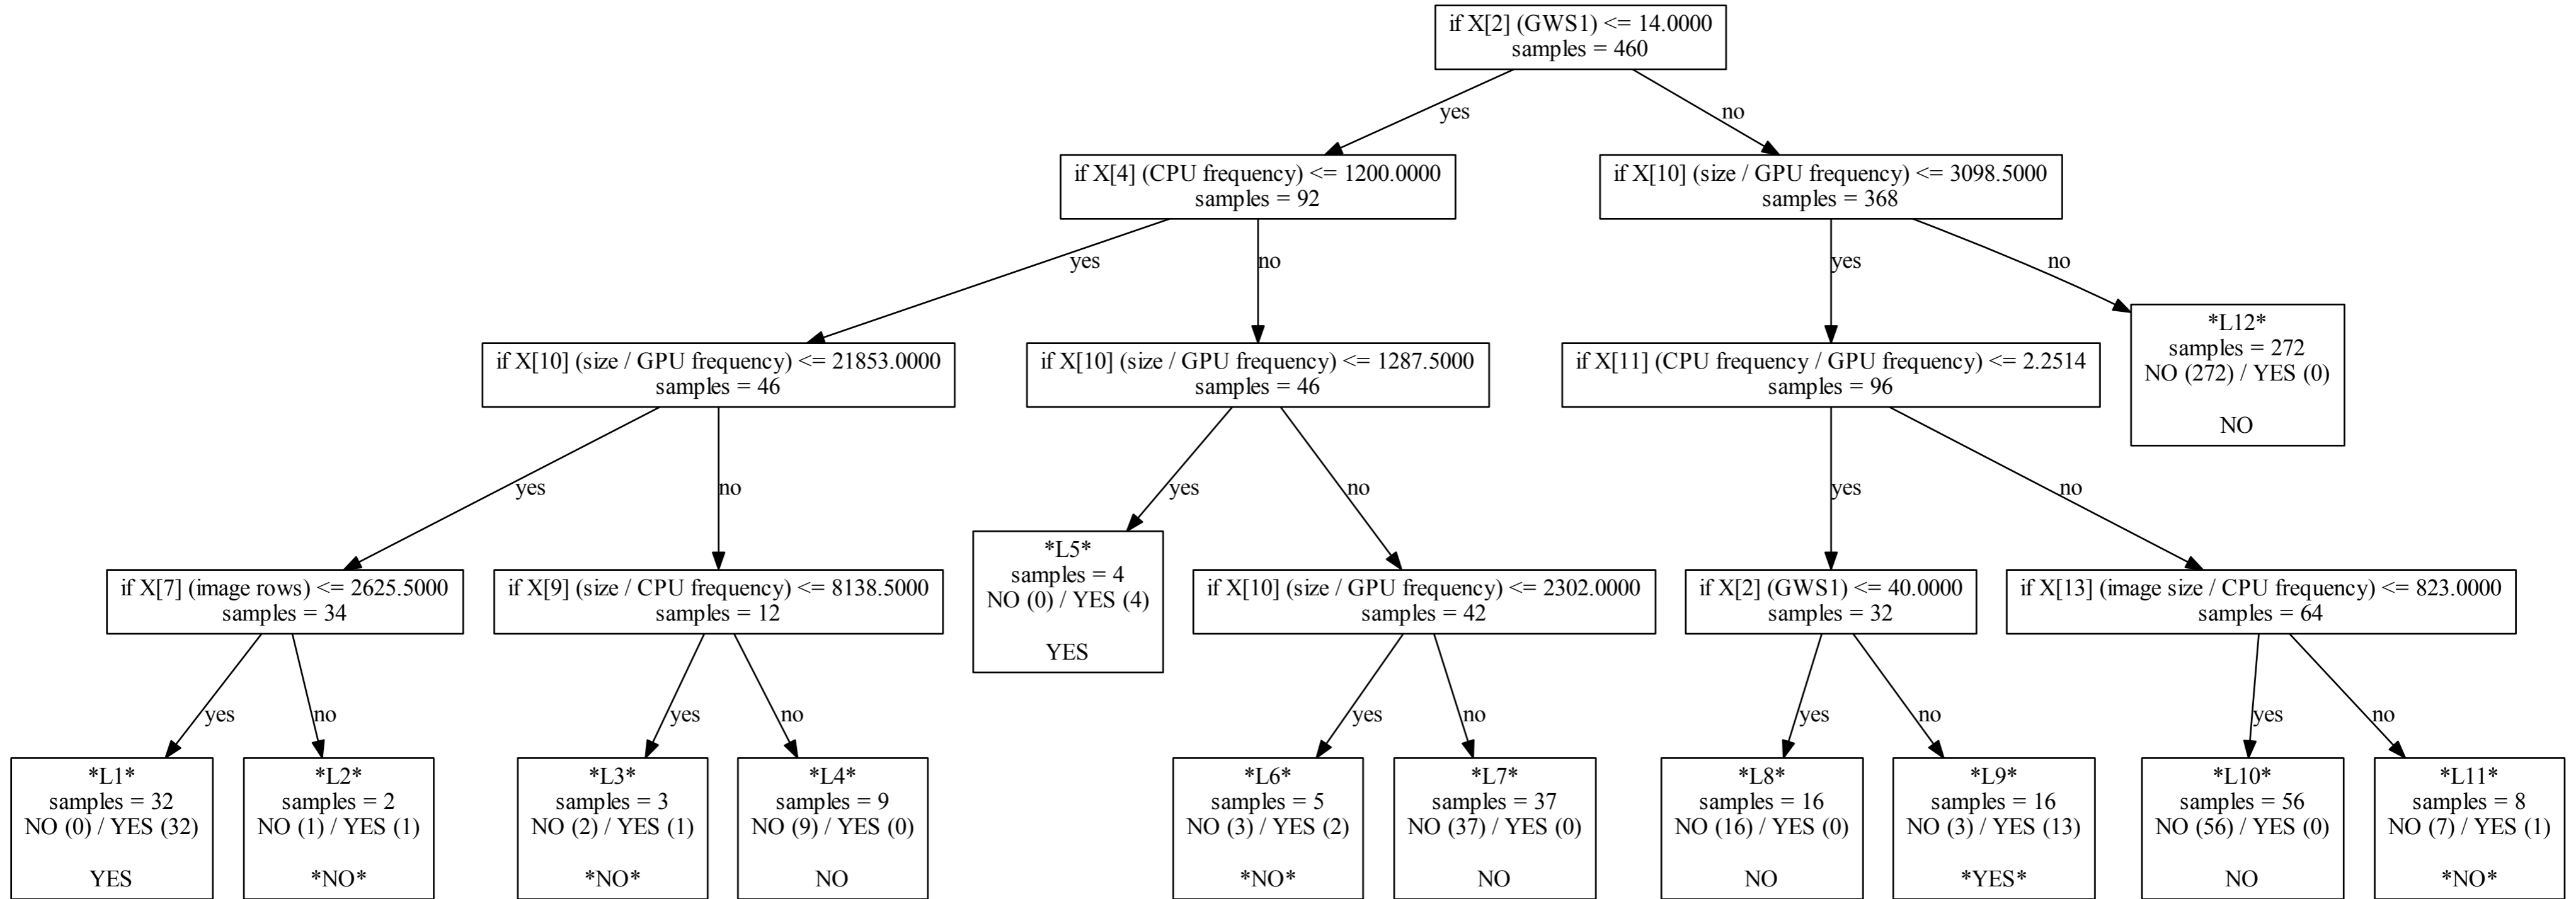 if X[2] (GWS1) <= 14.0000
samples = 460
yes
no
if X[4] (CPU frequency) <= 1200.0000
samples = 92
if X[10] (size / GPU frequency) <= 3098.5000
samples = 368
yes
no
yes
no
if X[10] (size / GPU frequency) <= 21853.0000
samples = 46
if X[10] (size / GPU frequency) <= 1287.5000
samples = 46
if X[11] (CPU frequency / GPU frequency) <= 2.2514
samples = 96
*L12*
samples = 272
NO (272) / YES (0)
NO
yes
no
yes
no
yes
no
if X[7] (image rows) <= 2625.5000
samples = 34
if X[9] (size / CPU frequency) <= 8138.5000
samples = 12
*L5*
samples = 4
NO (0) / YES (4)
YES
if X[10] (size / GPU frequency) <= 2302.0000
samples = 42
if X[2] (GWS1) <= 40.0000
samples = 32
if X[13] (image size / CPU frequency) <= 823.0000
samples = 64
yes
no
yes
no
yes
no
yes
no
yes
no
*L1*
samples = 32
NO (0) / YES (32)
YES
*L2*
samples = 2
NO (1) / YES (1)
*NO*
*L3*
samples = 3
NO (2) / YES (1)
*NO*
*L4*
samples = 9
NO (9) / YES (0)
NO
*L6*
samples = 5
NO (3) / YES (2)
*NO*
*L7*
samples = 37
NO (37) / YES (0)
NO
*L8*
samples = 16
NO (16) / YES (0)
NO
*L9*
samples = 16
NO (3) / YES (13)
*YES*
*L10*
samples = 56
NO (56) / YES (0)
NO
*L11*
samples = 8
NO (7) / YES (1)
*NO*